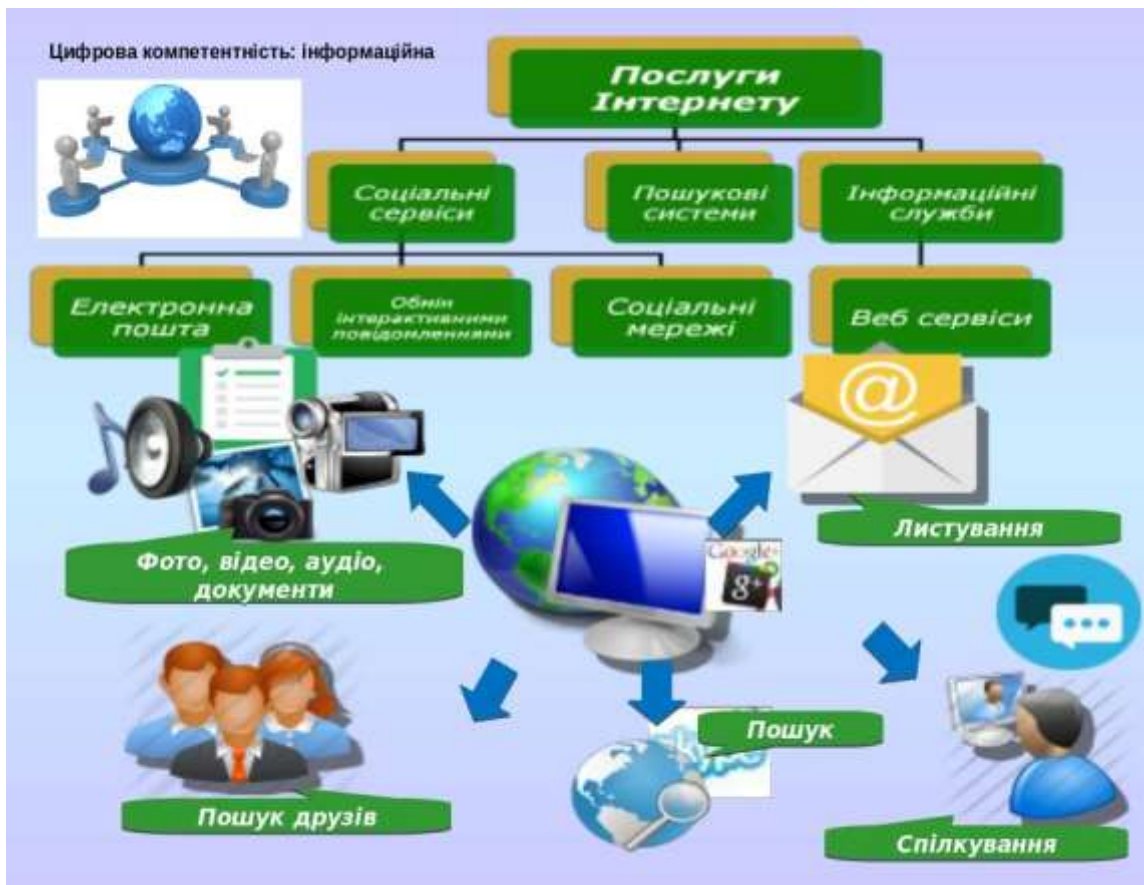 Цифрова компетентність: інформаційна
Послуги
Інтернету
Соціальні
сервіси
Пошукові
системи
Інформаційні
служби
Електронна
пошта
Обмін
інтерактивними
повідомленнями
Соціальні
мережі
Веб сервіси
@
Листування
Google+
8+
Фото, відео, аудіо,
документи
Пошук
Пошук друзів
Спілкування